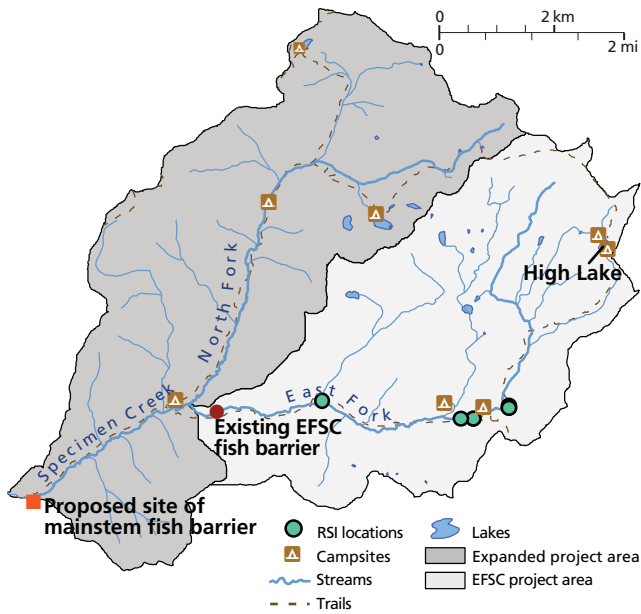 0 2 km
0 2 mi
High Lake
North Fork
East Fork
Specimen Creek
Existing EFSC
fish barrier
Proposed site of
mainstem fish barrier
RSI locations
Campsites
Streams
Trails
Lakes
Expanded project area
EFSC project area